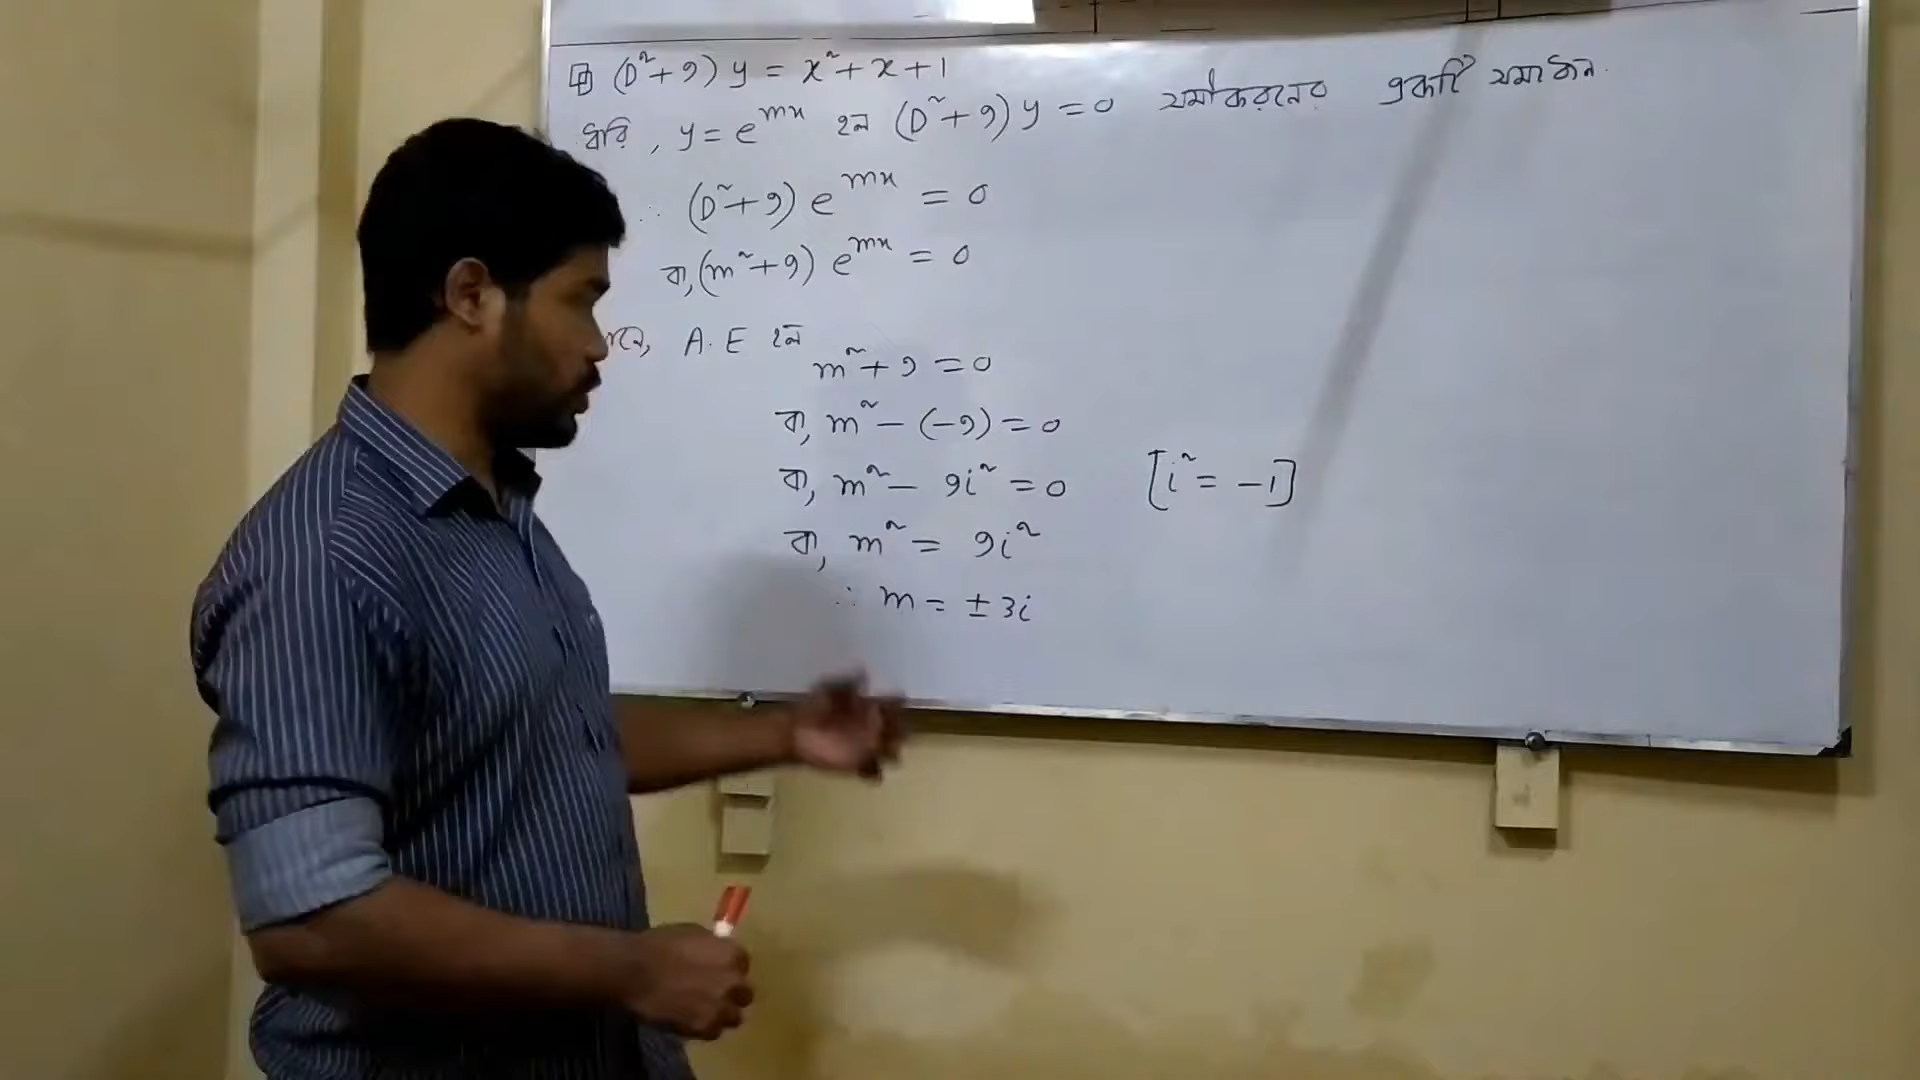 (D² + 9) y = x² + x + 1
ধরি, y = e^{mx} হল (D² + 9) y = 0 সমীকরনের একটি সমাধান.
∴ (D² + 9) e^{mx} = 0
বা, (m² + 9) e^{mx} = 0
A.E হল
m² + 9 = 0
বা, m² - (-9) = 0
বা, m² - 9i² = 0 [i² = -1]
বা, m² = 9i²
∴ m = ± 3i